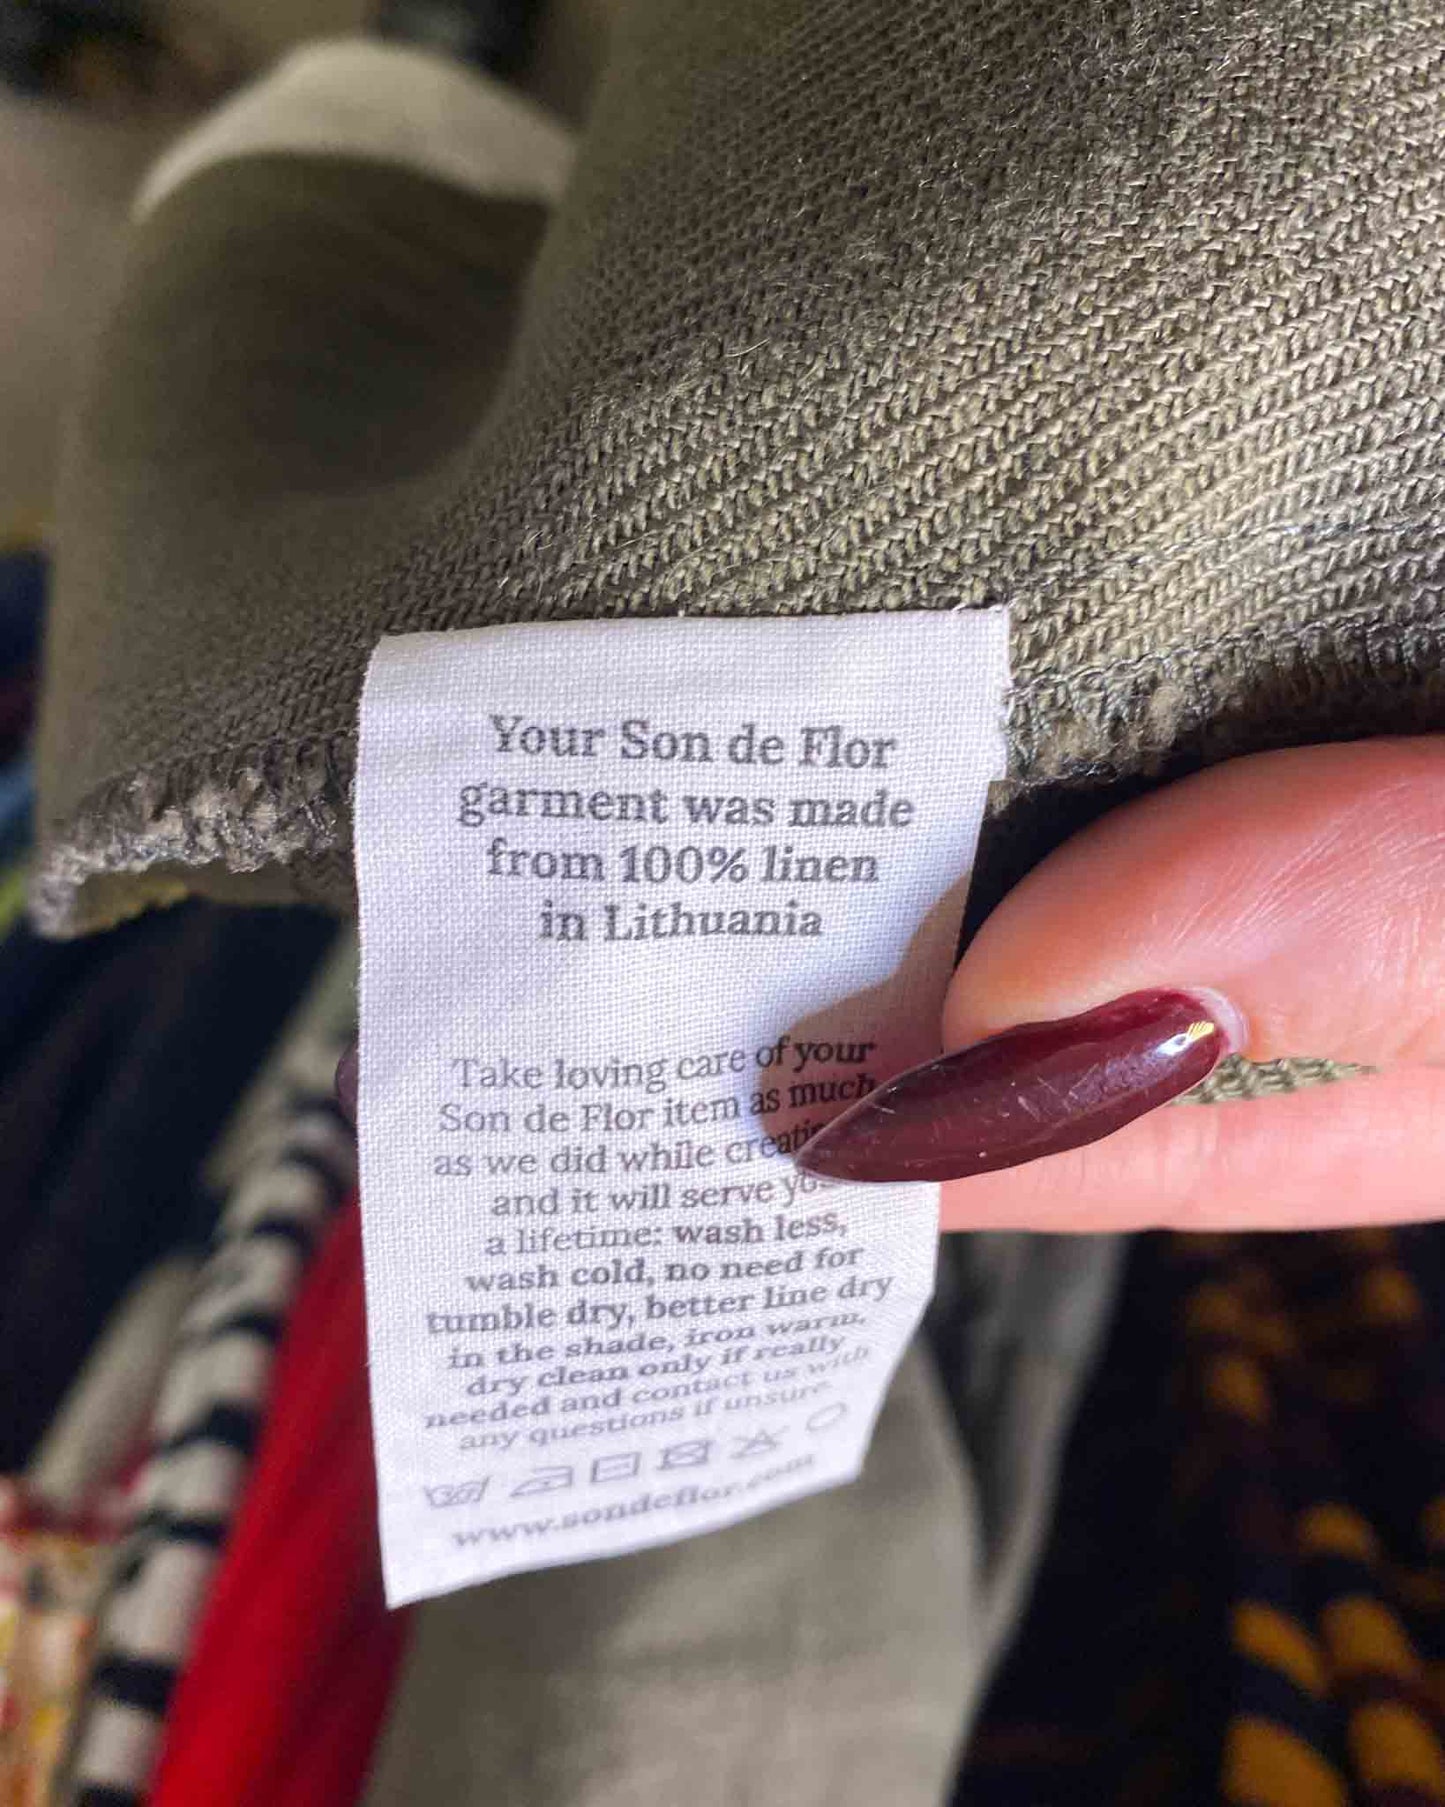 Your Son de Flor
garment was made
from 100% linen
in Lithuania
Take loving care of your
Son de Flor item as much
as we did while
and it will serve
a lifetime: wash less,
wash cold, no need for
tumble dry, better line dry
in the shade, iron warm,
dry clean only if really
needed and contact us with
any questions if unsure.
www.sondeflor.com